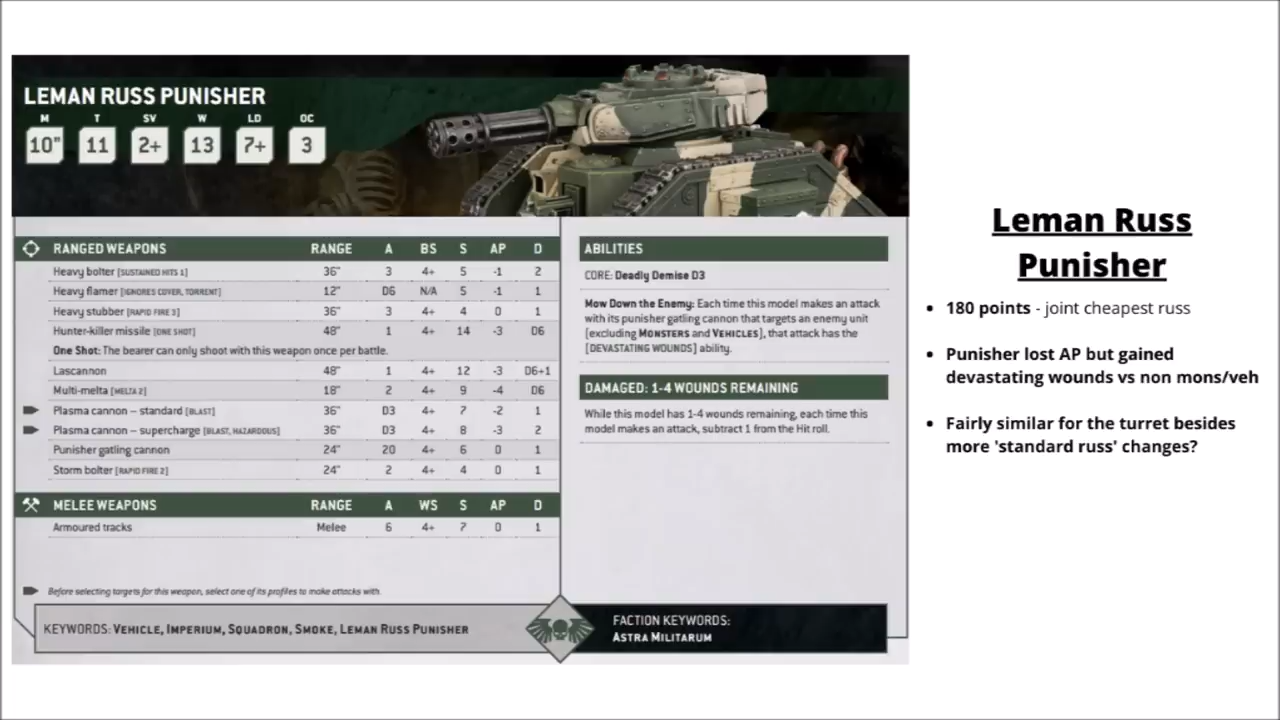 LEMAN RUSS PUNISHER
M T SV W LD OC
10" 11 2+ 13 7+ 3
RANGED WEAPONS RANGE A BS S AP D
Heavy bolter [SUSTAINED HITS 1] 36" 3 4+ 5 -1 2
Heavy flamer [IGNORES COVER, TORRENT] 12" D6 N/A 5 -1 1
Heavy stubber [RAPID FIRE 3] 36" 3 4+ 4 0 1
Hunter-killer missile [ONE SHOT] 48" 1 4+ 14 -3 D6
One Shot: The bearer can only shoot with this weapon once per battle.
Lascannon 48" 1 4+ 12 -3 D6+1
Multi-melta [MELTA 2] 18" 2 4+ 9 -4 D6
Plasma cannon – standard [BLAST] 36" D3 4+ 7 -2 1
Plasma cannon – supercharge [BLAST, HAZARDOUS] 36" D3 4+ 8 -3 2
Punisher gatling cannon 24" 20 4+ 6 0 1
Storm bolter [RAPID FIRE 2] 24" 2 4+ 4 0 1
MELEE WEAPONS RANGE A WS S AP D
Armoured tracks Melee 6 4+ 7 0 1
Before selecting targets for this weapon, select one of its profiles to make attacks with.
KEYWORDS: VEHICLE, IMPERIUM, SQUADRON, SMOKE, LEMAN RUSS PUNISHER
ABILITIES
CORE: Deadly Demise D3
Mow Down the Enemy: Each time this model makes an attack
with its punisher gatling cannon that targets an enemy unit
(excluding MONSTERS and VEHICLES), that attack has the
[DEVASTATING WOUNDS] ability.
DAMAGED: 1-4 WOUNDS REMAINING
While this model has 1-4 wounds remaining, each time this
model makes an attack, subtract 1 from the Hit roll.
FACTION KEYWORDS:
ASTRA MILITARUM
Leman Russ
Punisher
• 180 points - joint cheapest russ
• Punisher lost AP but gained
devastating wounds vs non mons/veh
• Fairly similar for the turret besides
more 'standard russ' changes?